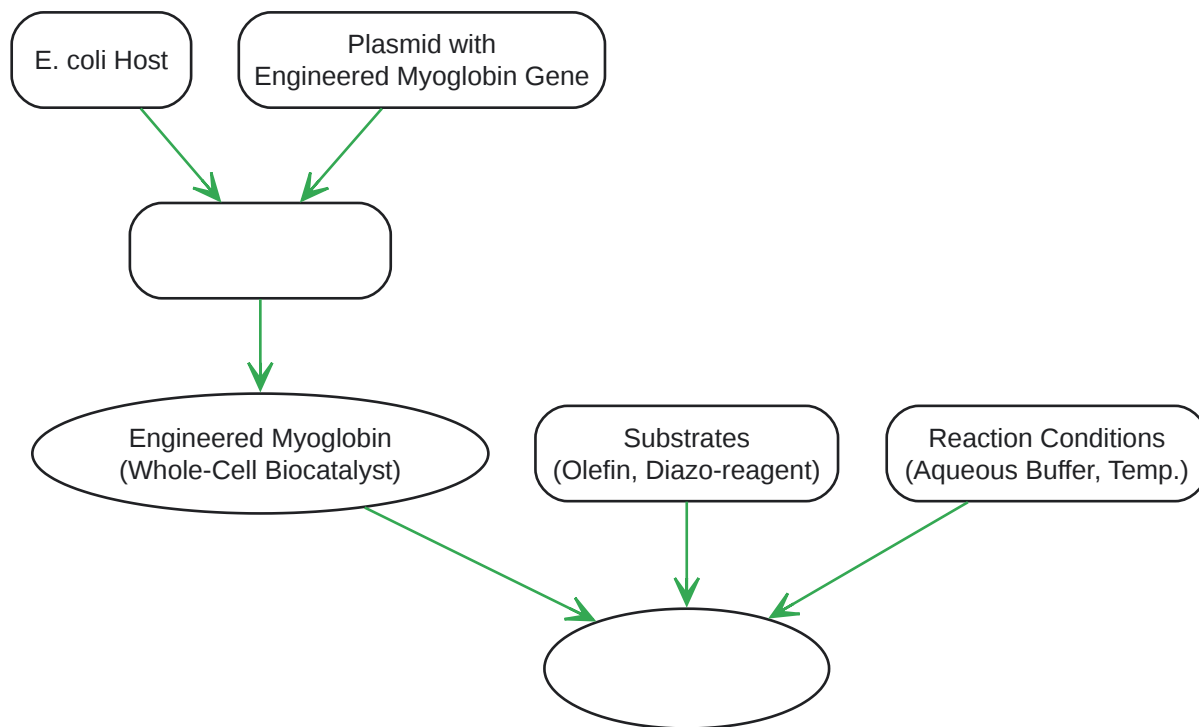 E. coli Host
Plasmid with
Engineered Myoglobin Gene
Engineered Myoglobin
(Whole-Cell Biocatalyst)
Substrates
(Olefin, Diazo-reagent)
Reaction Conditions
(Aqueous Buffer, Temp.)